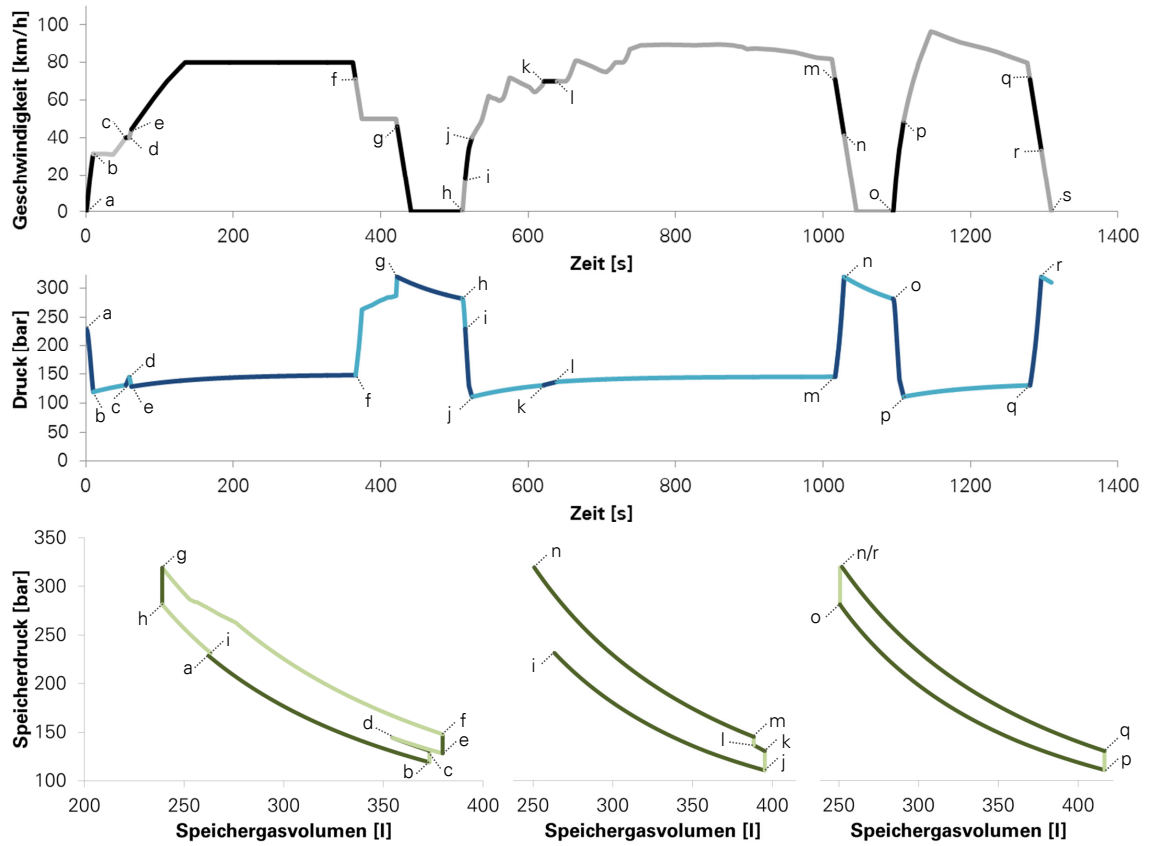 Geschwindigkeit [km/h]
100
80
60
40
20
0
a
b
c
d
e
f
g
h
i
j
k
l
m
n
o
p
q
r
s
0
200
400
600
800
1000
1200
1400
Zeit [s]
Druck [bar]
300
250
200
150
100
50
0
a
b
c
d
e
f
g
h
i
j
k
l
m
n
o
p
q
r
0
200
400
600
800
1000
1200
1400
Zeit [s]
Speicherdruck [bar]
350
300
250
200
150
100
g
h
i
a
d
f
e
b
c
200
250
300
350
400
Speichergasvolumen [l]
n
i
m
l
k
j
250
300
350
400
Speichergasvolumen [l]
n/r
o
q
p
250
300
350
400
Speichergasvolumen [l]